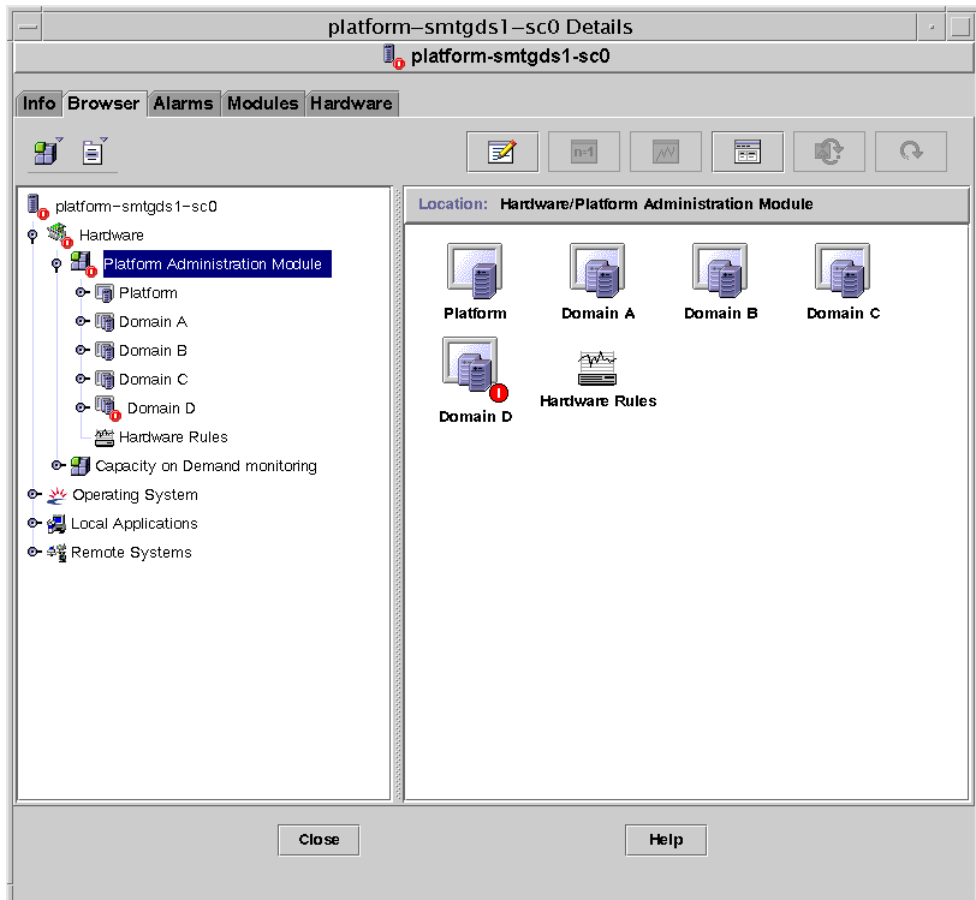 platform–smtgds1–sc0 Details
platform-smtgds1-sc0
Info Browser Alarms Modules Hardware
n=1
platform–smtgds1–sc0
Hardware
Platform Administration Module
Platform
Domain A
Domain B
Domain C
Domain D
Hardware Rules
Capacity on Demand monitoring
Operating System
Local Applications
Remote Systems
Location: Hardware/Platform Administration Module
Platform Domain A Domain B Domain C
Domain D Hardware Rules
Close Help